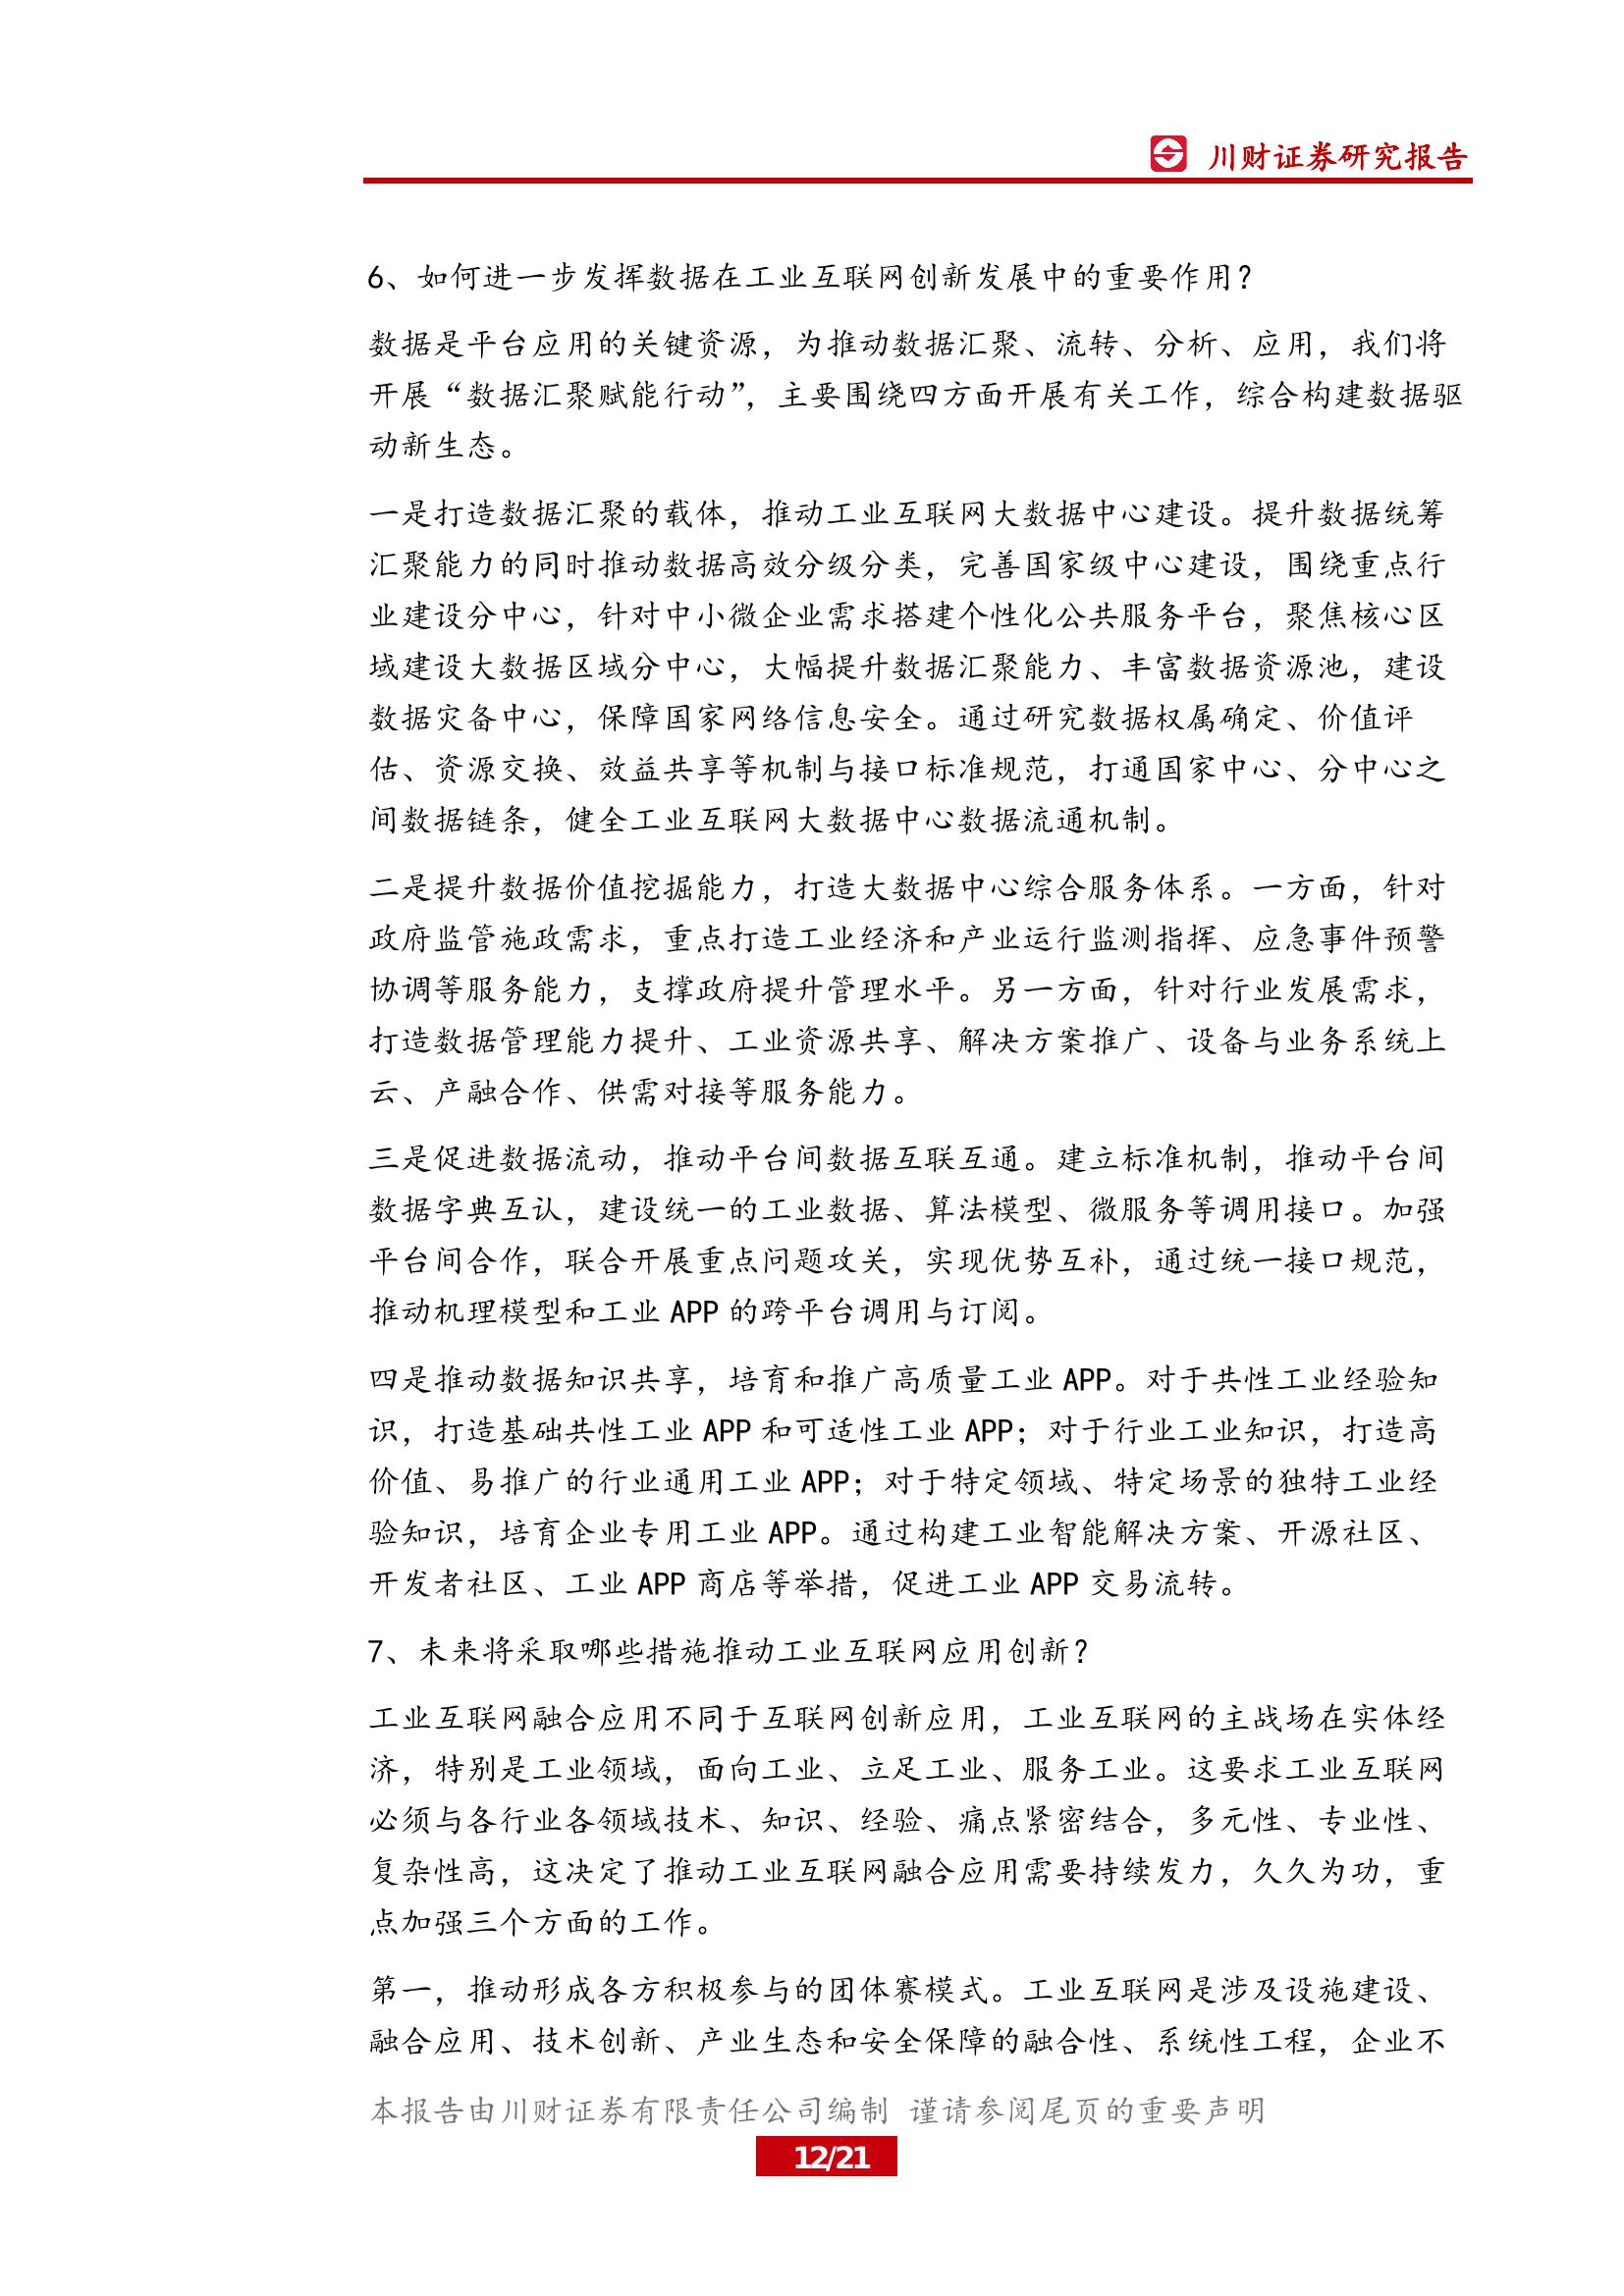 川财证券研究报告
6、如何进一步发挥数据在工业互联网创新发展中的重要作用？
数据是平台应用的关键资源，为推动数据汇聚、流转、分析、应用，我们将
开展“数据汇聚赋能行动”，主要围绕四方面开展有关工作，综合构建数据驱
动新生态。
一是打造数据汇聚的载体，推动工业互联网大数据中心建设。提升数据统筹
汇聚能力的同时推动数据高效分级分类，完善国家级中心建设，围绕重点行
业建设分中心，针对中小微企业需求搭建个性化公共服务平台，聚焦核心区
域建设大数据区域分中心，大幅提升数据汇聚能力、丰富数据资源池，建设
数据灾备中心，保障国家网络信息安全。通过研究数据权属确定、价值评
估、资源交换、效益共享等机制与接口标准规范，打通国家中心、分中心之
间数据链条，健全工业互联网大数据中心数据流通机制。
二是提升数据价值挖掘能力，打造大数据中心综合服务体系。一方面，针对
政府监管施政需求，重点打造工业经济和产业运行监测指挥、应急事件预警
协调等服务能力，支撑政府提升管理水平。另一方面，针对行业发展需求，
打造数据管理能力提升、工业资源共享、解决方案推广、设备与业务系统上
云、产融合作、供需对接等服务能力。
三是促进数据流动，推动平台间数据互联互通。建立标准机制，推动平台间
数据字典互认，建设统一的工业数据、算法模型、微服务等调用接口。加强
平台间合作，联合开展重点问题攻关，实现优势互补，通过统一接口规范，
推动机理模型和工业 APP 的跨平台调用与订阅。
四是推动数据知识共享，培育和推广高质量工业 APP。对于共性工业经验知
识，打造基础共性工业 APP 和可适性工业 APP；对于行业工业知识，打造高
价值、易推广的行业通用工业 APP；对于特定领域、特定场景的独特工业经
验知识，培育企业专用工业 APP。通过构建工业智能解决方案、开源社区、
开发者社区、工业 APP 商店等举措，促进工业 APP 交易流转。
7、未来将采取哪些措施推动工业互联网应用创新？
工业互联网融合应用不同于互联网创新应用，工业互联网的主战场在实体经
济，特别是工业领域，面向工业、立足工业、服务工业。这要求工业互联网
必须与各行业各领域技术、知识、经验、痛点紧密结合，多元性、专业性、
复杂性高，这决定了推动工业互联网融合应用需要持续发力，久久为功，重
点加强三个方面的工作。
第一，推动形成各方积极参与的团体赛模式。工业互联网是涉及设施建设、
融合应用、技术创新、产业生态和安全保障的融合性、系统性工程，企业不
本报告由川财证券有限责任公司编制 谨请参阅尾页的重要声明
12/21